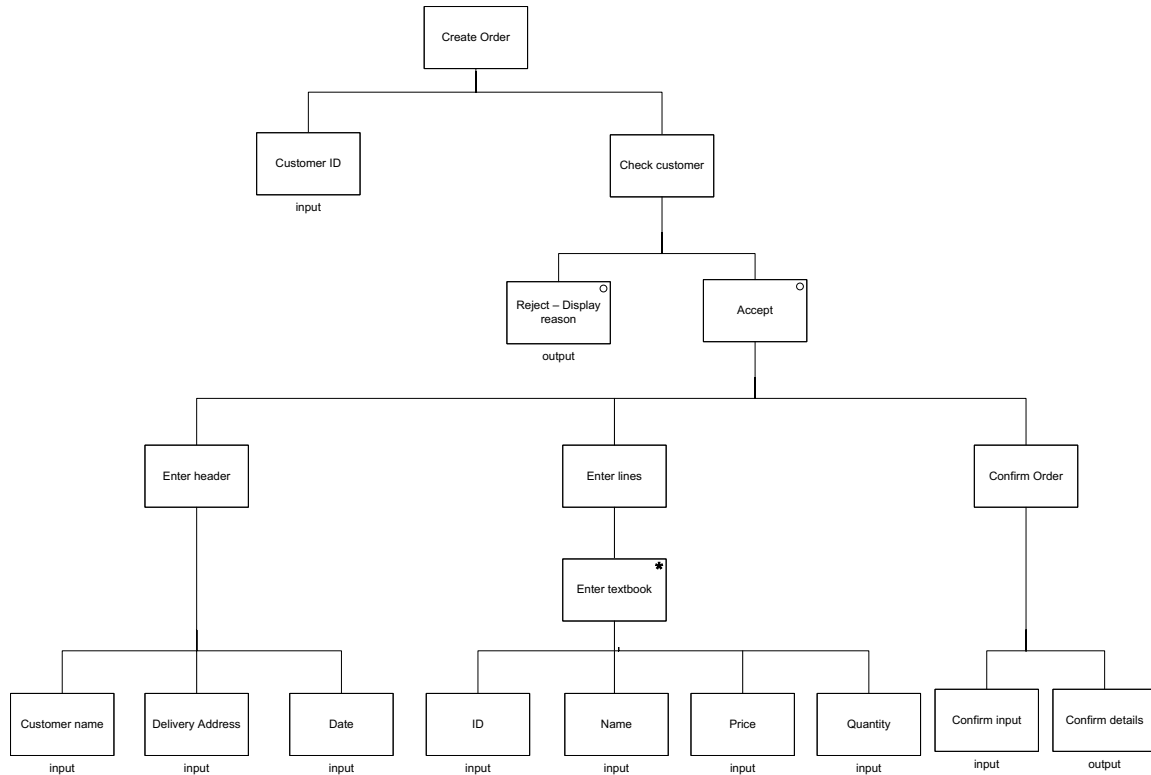 Create Order
Customer ID
input
Check customer
Reject – Display
reason
output
Accept
Enter header
Enter lines
Confirm Order
Enter textbook
*
Customer name
input
Delivery Address
input
Date
input
ID
input
Name
input
Price
input
Quantity
input
Confirm input
input
Confirm details
output